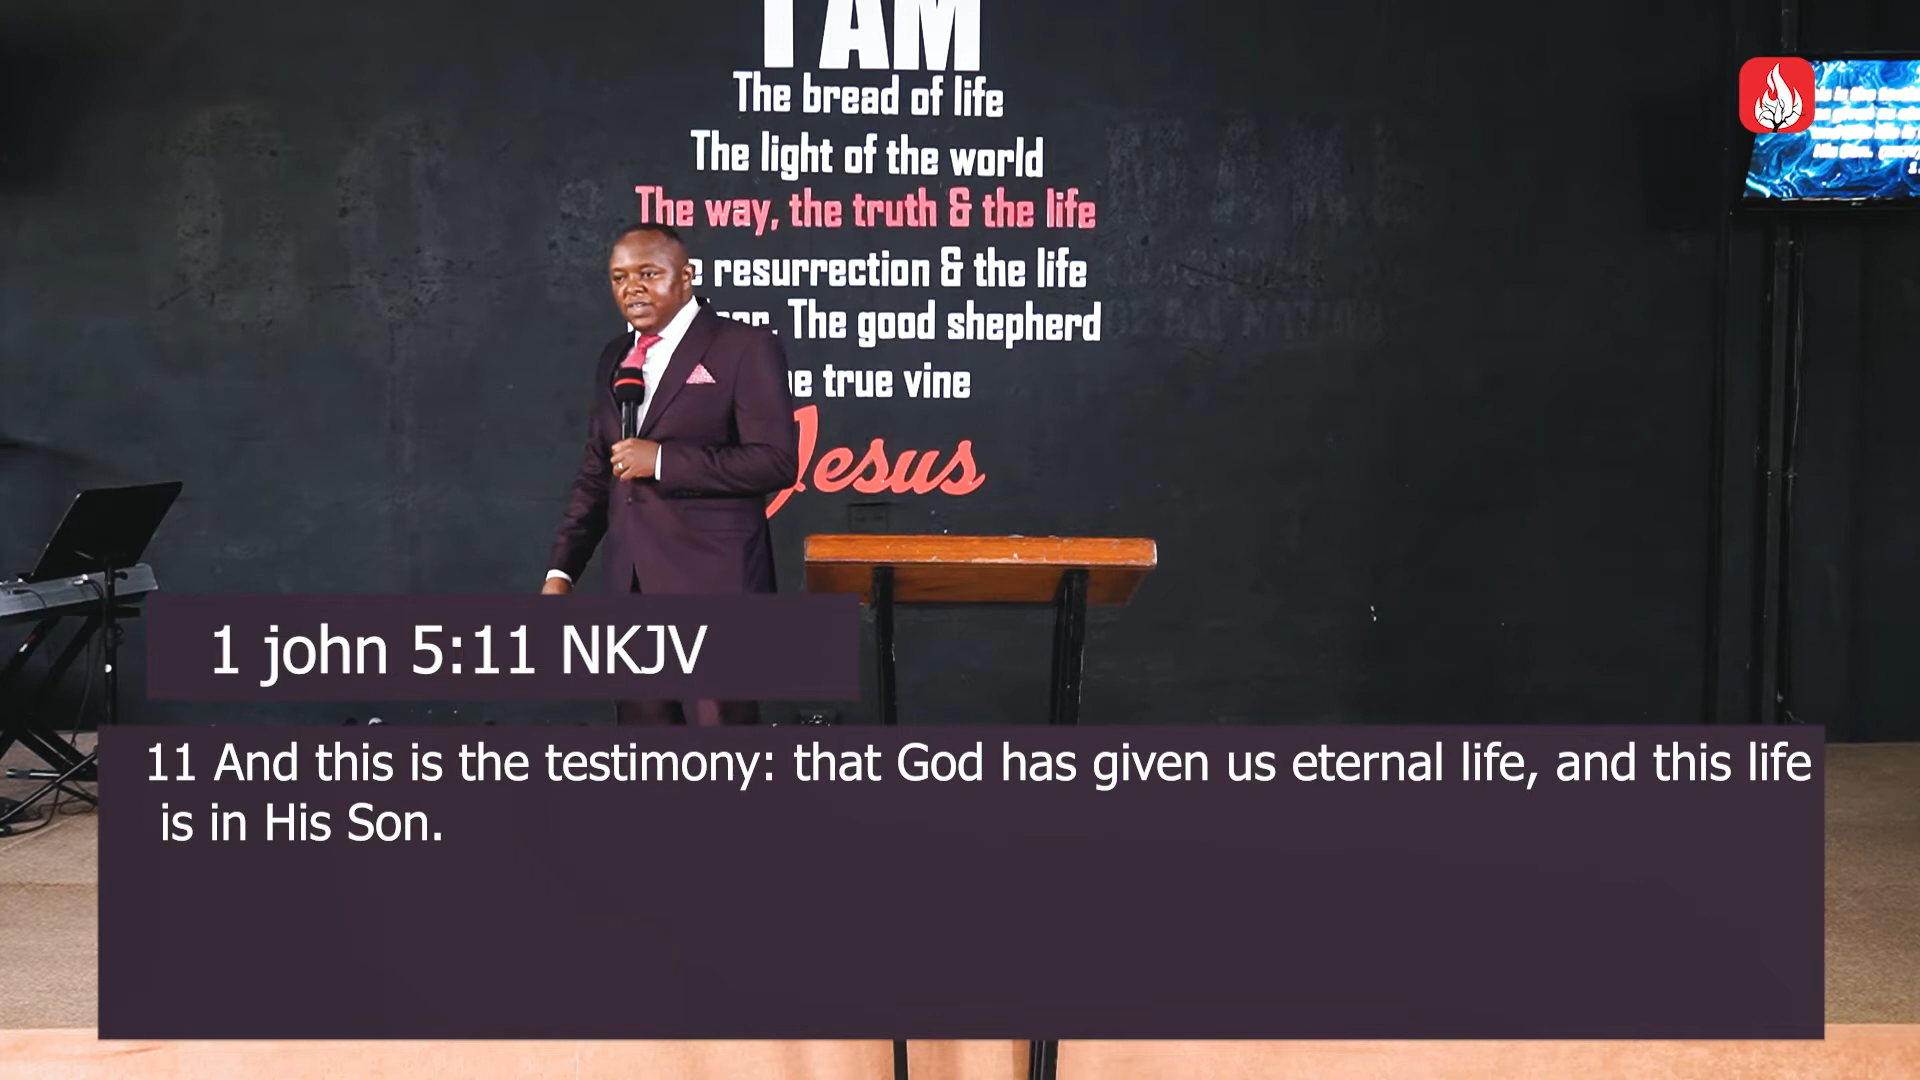 I AM
The bread of life
The light of the world
The way, the truth & the life
resurrection & the life
The good shepherd
true vine
Jesus
1 john 5:11 NKJV
11 And this is the testimony: that God has given us eternal life, and this life
is in His Son.